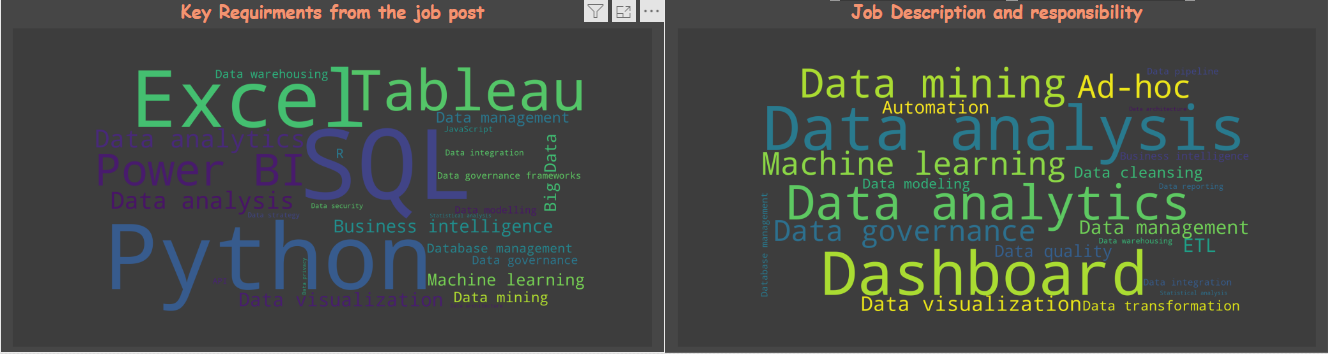 Key Requirments from the job post
Data warehousing
Excel
Tableau
Data management
JavaScript
Data analytics
SQL
R
Data integration
Power BI
Big Data
Data governance frameworks
Data analysis
Data security
Data modelling
Business intelligence
Python
Database management
Data governance
Machine learning
Data visualization
Data mining
Job Description and responsibility
Data pipeline
Data mining
Ad-hoc
Automation
Data analysis
Business intelligence
Machine learning
Data cleansing
Data modeling
Data reporting
Data analytics
Database management
Data governance
Data management
Data warehousing
ETL
Data quality
Dashboard
Data integration
Statistical analysis
Data visualization
Data transformation